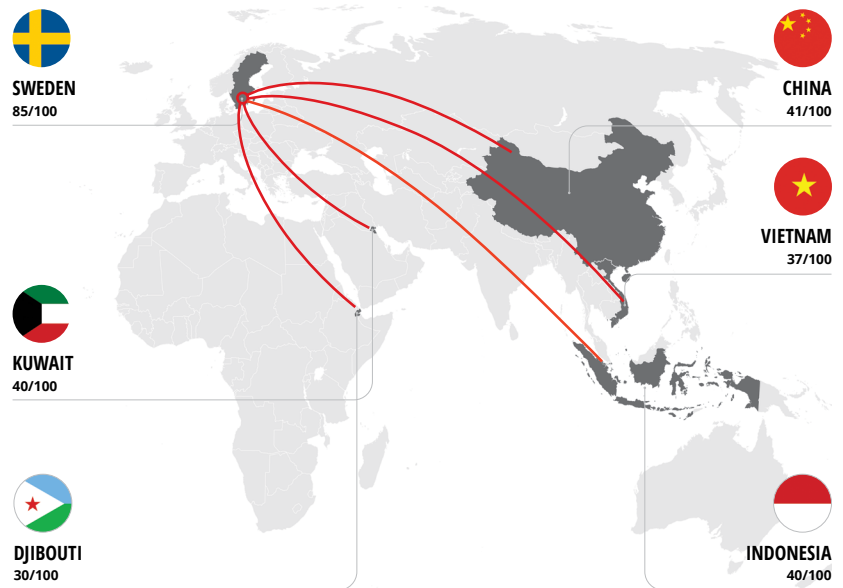 SWEDEN
85/100
CHINA
41/100
VIETNAM
37/100
KUWAIT
40/100
DJIBOUTI
30/100
INDONESIA
40/100